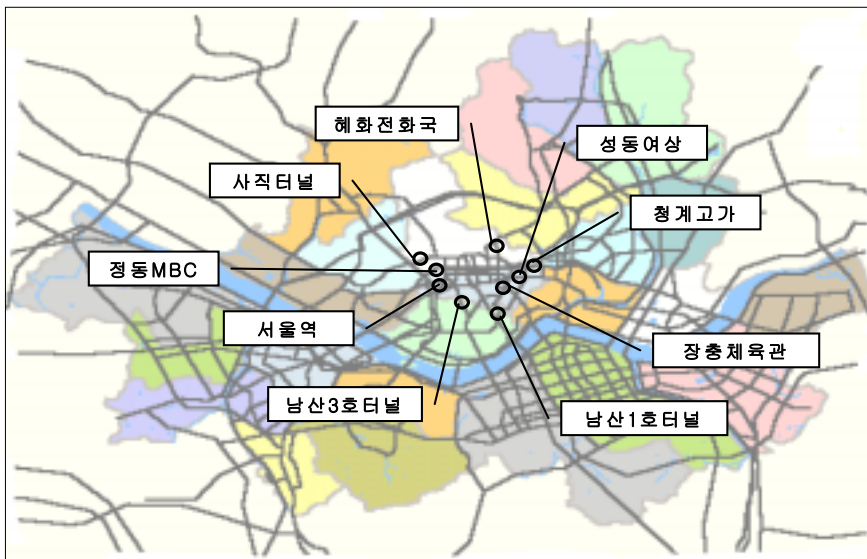 혜화전화국
성동여상
사직터널
청계고가
정동MBC
서울역
장충체육관
남산3호터널
남산1호터널